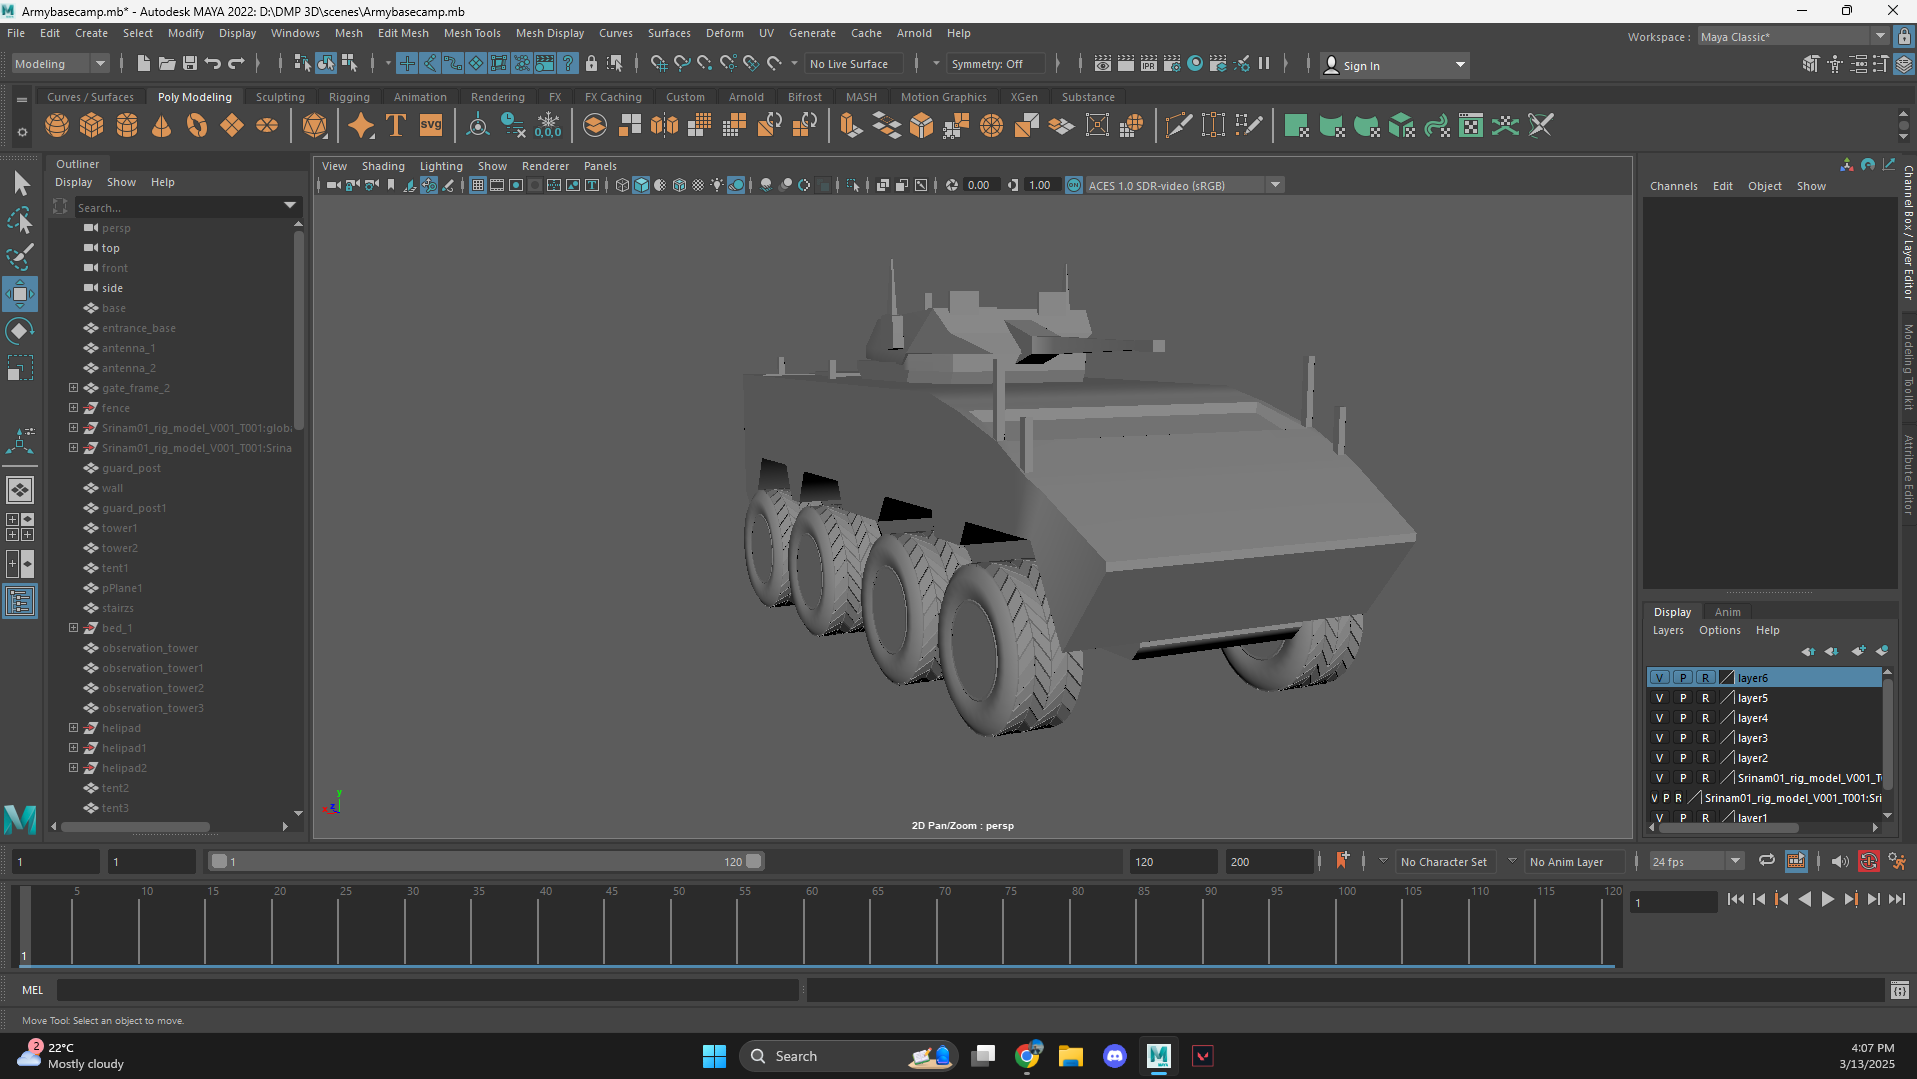 Armybasecamp.mb* - Autodesk MAYA 2022: D:\DMP 3D\scenes\Armybasecamp.mb
File Edit Create Select Modify Display Windows Mesh Edit Mesh Mesh Tools Mesh Display Curves Surfaces Deform UV Generate Cache Arnold Help
Workspace : Maya Classic*
Modeling No Live Surface Symmetry: Off Sign In
Curves / Surfaces Poly Modeling Sculpting Rigging Animation Rendering FX FX Caching Custom Arnold Bifrost MASH Motion Graphics XGen Substance
IPR
T SVG 0,0,0
Outliner
Display Show Help
Search...
persp
top
front
side
base
entrance_base
antenna_1
antenna_2
gate_frame_2
fence
Srinam01_rig_model_V001_T001:globa
Srinam01_rig_model_V001_T001:Srina
guard_post
wall
guard_post1
tower1
tower2
tent1
pPlane1
stairzs
bed_1
observation_tower
observation_tower1
observation_tower2
observation_tower3
helipad
helipad1
helipad2
tent2
tent3
View Shading Lighting Show Renderer Panels
0.00 1.00 ACES 1.0 SDR-video (sRGB)
y
z
2D Pan/Zoom : persp
Channels Edit Object Show
Channel Box / Layer Editor
Modeling Toolkit
Attribute Editor
Display Anim
Layers Options Help
V P R layer6
V P R layer5
V P R layer4
V P R layer3
V P R layer2
V P R Srinam01_rig_model_V001_T
V P R Srinam01_rig_model_V001_T001:Sri
V P R layer1
1 1 1 120 120 200 No Character Set No Anim Layer 24 fps
5 10 15 20 25 30 35 40 45 50 55 60 65 70 75 80 85 90 95 100 105 110 115 120
1
1
MEL
Move Tool: Select an object to move.
2
22°C
Mostly cloudy
Search
4:07 PM
3/13/2025